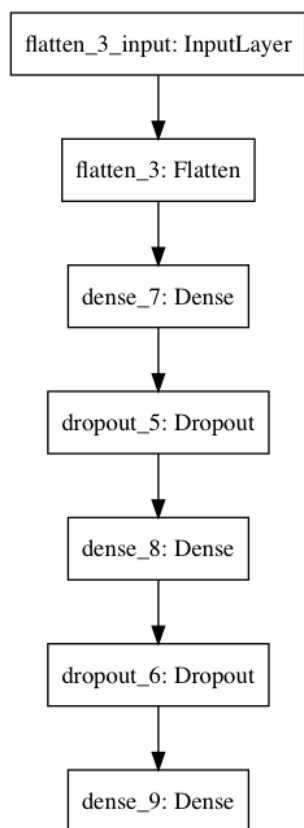 flatten_3_input: InputLayer
flatten_3: Flatten
dense_7: Dense
dropout_5: Dropout
dense_8: Dense
dropout_6: Dropout
dense_9: Dense